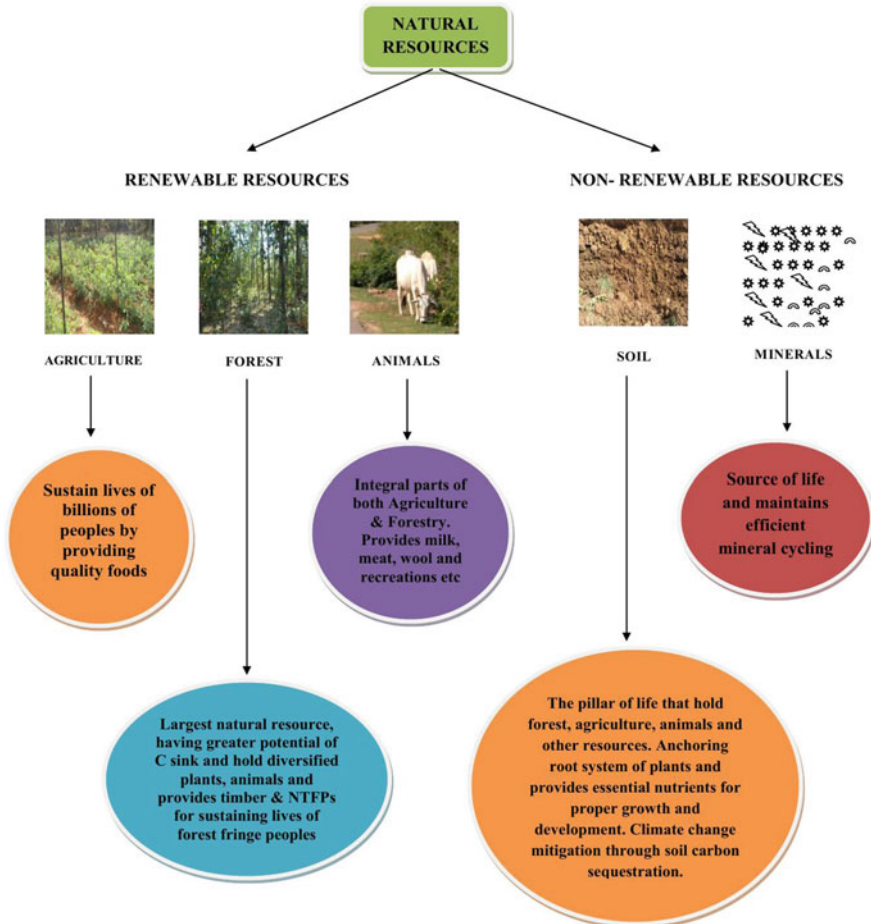 NATURAL
RESOURCES
RENEWABLE RESOURCES
NON- RENEWABLE RESOURCES
AGRICULTURE
FOREST
ANIMALS
SOIL
MINERALS
Sustain lives of
billions of
peoples by
providing
quality foods
Integral parts of
both Agriculture
& Forestry.
Provides milk,
meat, wool and
recreations etc
Source of life
and maintains
efficient
mineral cycling
Largest natural resource,
having greater potential of
C sink and hold diversified
plants, animals and
provides timber & NTFPs
for sustaining lives of
forest fringe peoples
The pillar of life that hold
forest, agriculture, animals and
other resources. Anchoring
root system of plants and
provides essential nutrients for
proper growth and
development. Climate change
mitigation through soil carbon
sequestration.